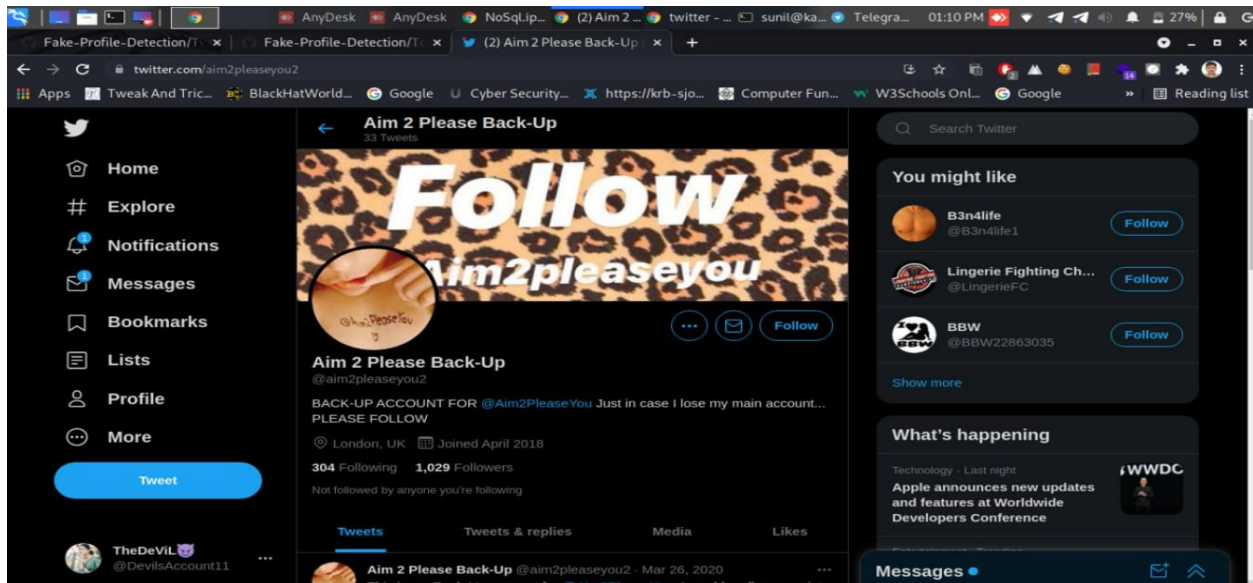 AnyDesk
AnyDesk
NoSql.ip...
(2) Aim 2 ...
twitter - ...
sunil@ka...
Telegra...
01:10 PM
27%
Fake-Profile-Detection/T
Fake-Profile-Detection/T
(2) Aim 2 Please Back-Up
twitter.com/aim2pleaseyou2
2
14
Apps
Tweak And Tric...
BlackHatWorld...
Google
Cyber Security...
https://krb-sjo...
Computer Fun...
W3Schools Onl...
Google
»
Reading list
Home
Explore
1
Notifications
1
Messages
Bookmarks
Lists
Profile
More
Tweet
TheDeViL😈
@DevilsAccount11
Aim 2 Please Back-Up
33 Tweets
Follow
Aim2pleaseyou
@Aim2PleaseYou
Follow
Aim 2 Please Back-Up
@aim2pleaseyou2
BACK-UP ACCOUNT FOR @Aim2PleaseYou Just in case I lose my main account...
PLEASE FOLLOW
London, UK Joined April 2018
304 Following 1,029 Followers
Not followed by anyone you're following
Tweets
Tweets & replies
Media
Likes
Aim 2 Please Back-Up @aim2pleaseyou2 · Mar 26, 2020
Search Twitter
You might like
B3n4life
@B3n4life1
Follow
Lingerie Fighting Ch...
@LingerieFC
Follow
I BBW
BBW
@BBW22863035
Follow
Show more
What's happening
Technology · Last night
Apple announces new updates
and features at Worldwide
Developers Conference
WWDC
Messages